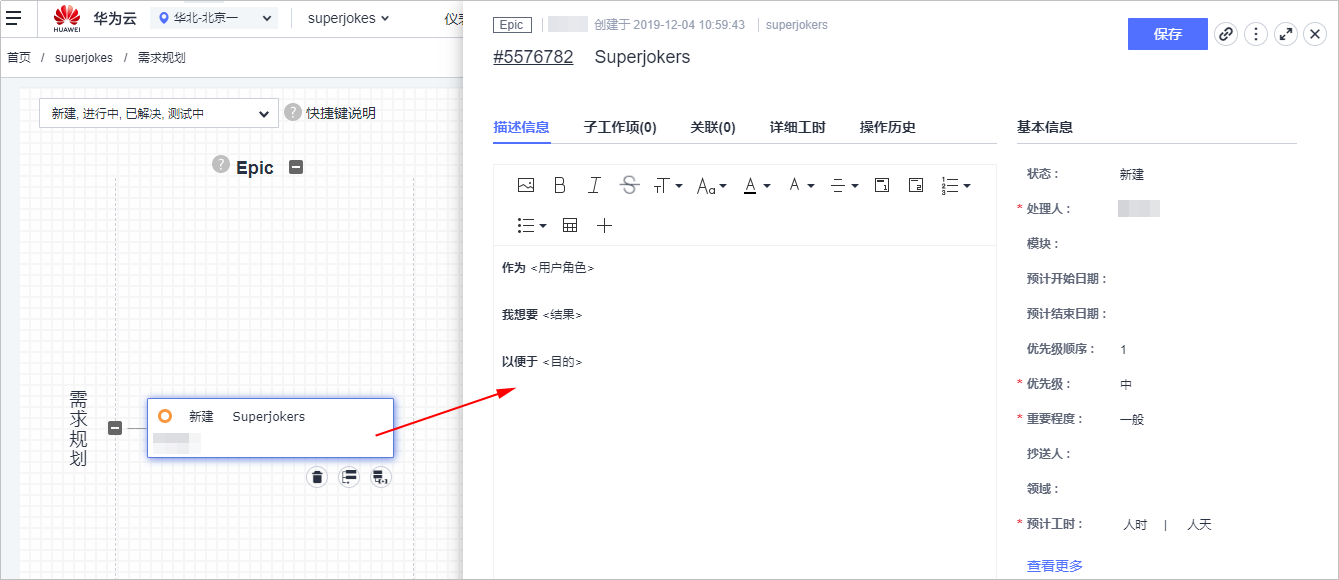 HUAWEI
华为云
华北-北京一
superjokes
首页 / superjokes / 需求规划
新建, 进行中, 已解决, 测试中
? 快捷键说明
? Epic
需求规划
新建 Superjokers
Epic
创建于 2019-12-04 10:59:43
superjokers
保存
#5576782 Superjokers
描述信息 子工作项(0) 关联(0) 详细工时 操作历史
作为 <用户角色>
我想要 <结果>
以便于 <目的>
基本信息
状态： 新建
* 处理人：
模块：
预计开始日期：
预计结束日期：
优先级顺序： 1
* 优先级： 中
* 重要程度： 一般
抄送人：
领域：
* 预计工时： 人时 | 人天
查看更多